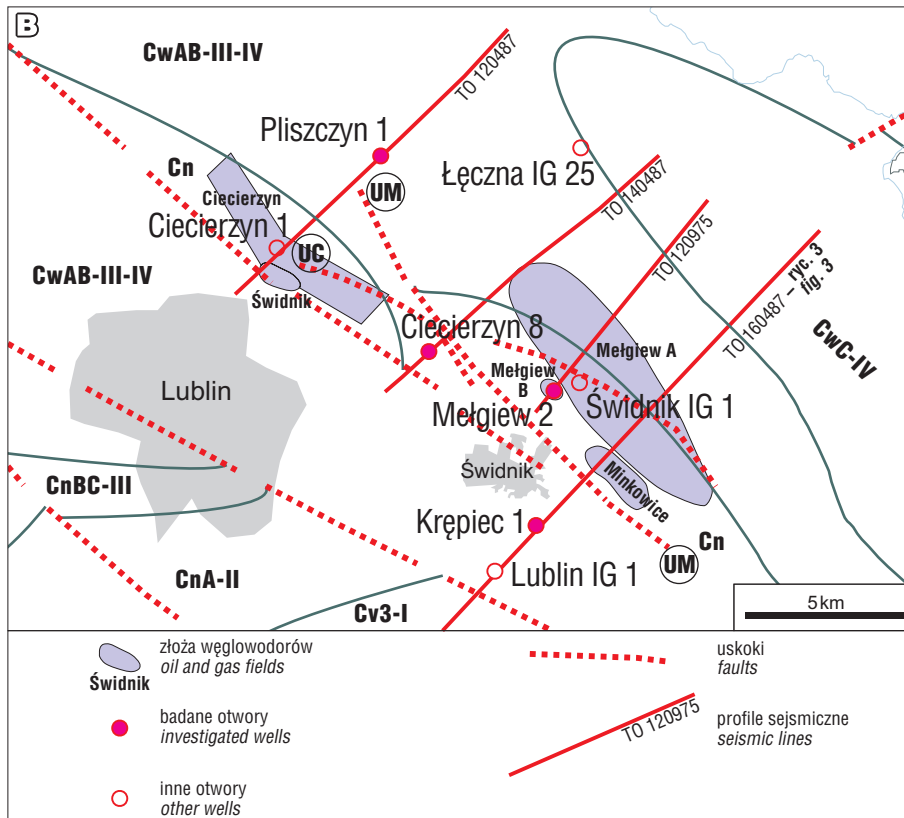 B
CwAB-III-IV
TO 120487
Pliszczyn 1
Cn
UM
Łęczna IG 25
TO 140487
Ciecierzyn
Ciecierzyn 1
UC
TO 120975
ryc. 3
TO 160487 – fig. 3
CwAB-III-IV
Świdnik
CwC-IV
Ciecierzyn 8
Mełgiew A
Lublin
Mełgiew
B
Mełgiew 2
Świdnik IG 1
Świdnik
Minkowice
CnBC-III
Krępiec 1
Cn
UM
Lublin IG 1
CnA-II
Cv3-I
5 km
złoża węglowodorów
oil and gas fields
Świdnik
uskoki
faults
badane otwory
investigated wells
TO 120975
profile sejsmiczne
seismic lines
inne otwory
other wells